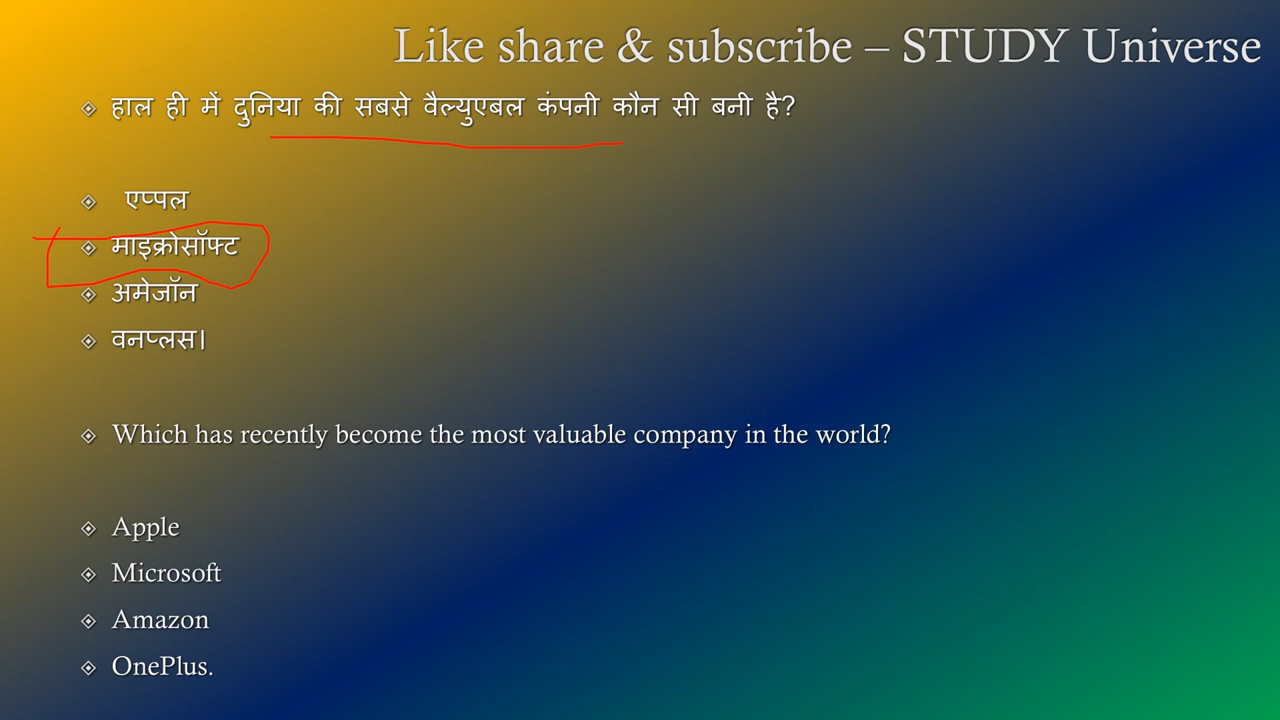 Like share & subscribe – STUDY Universe
हाल ही में दुनिया की सबसे वैल्युएबल कंपनी कौन सी बनी है?
एप्पल
माइक्रोसॉफ्ट
अमेजॉन
वनप्लस।
Which has recently become the most valuable company in the world?
Apple
Microsoft
Amazon
OnePlus.